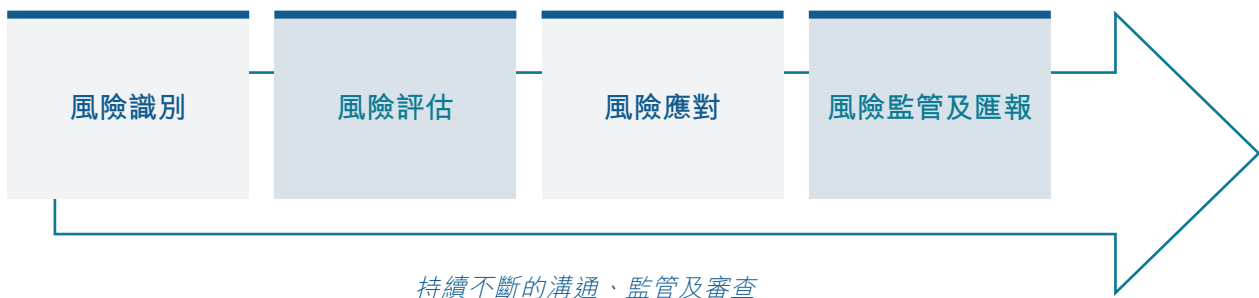 風險識別
風險評估
風險應對
風險監管及匯報
持續不斷的溝通、監管及審查